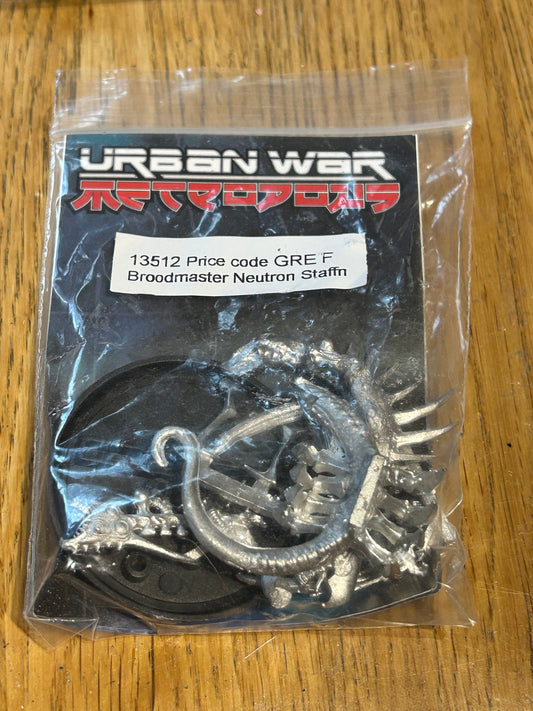 URBAN WAR
METROPOLIS
13512 Price code GRE F
Broodmaster Neutron Staffn